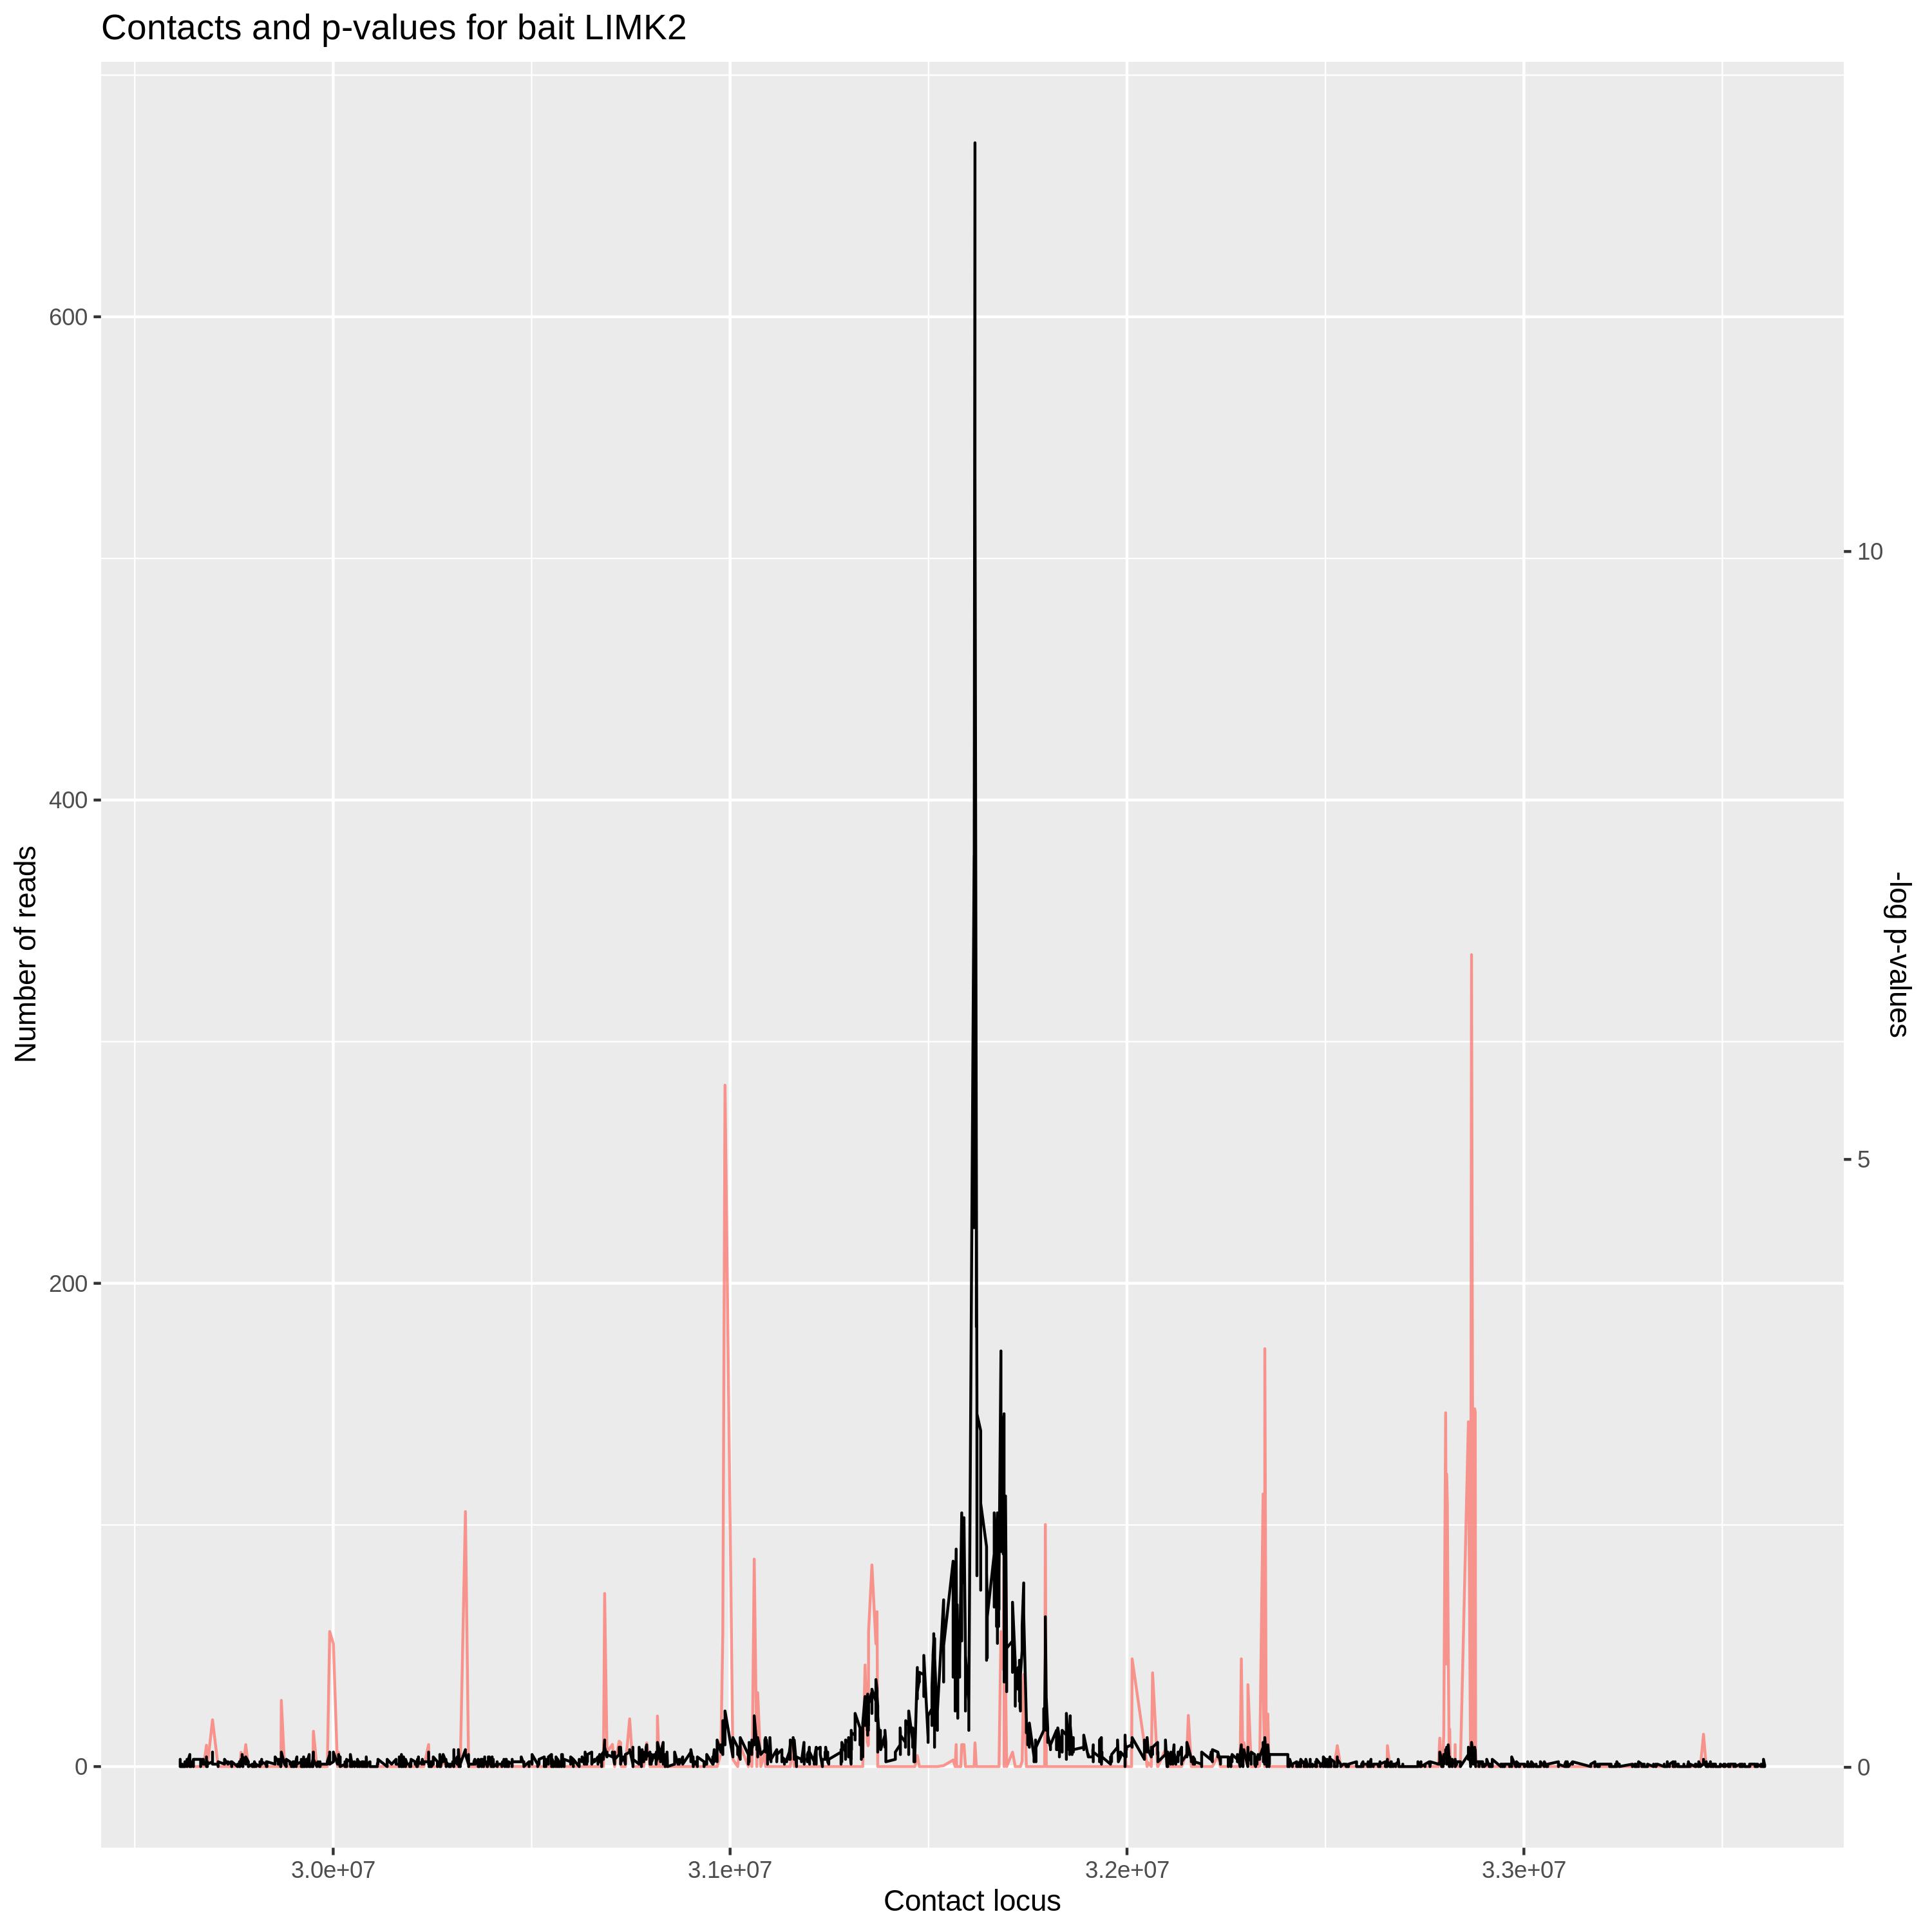 Contacts and p-values for bait LIMK2
600
400
200
0
10
5
0
Number of reads
-log p-values
3.0e+07
3.1e+07
3.2e+07
3.3e+07
Contact locus